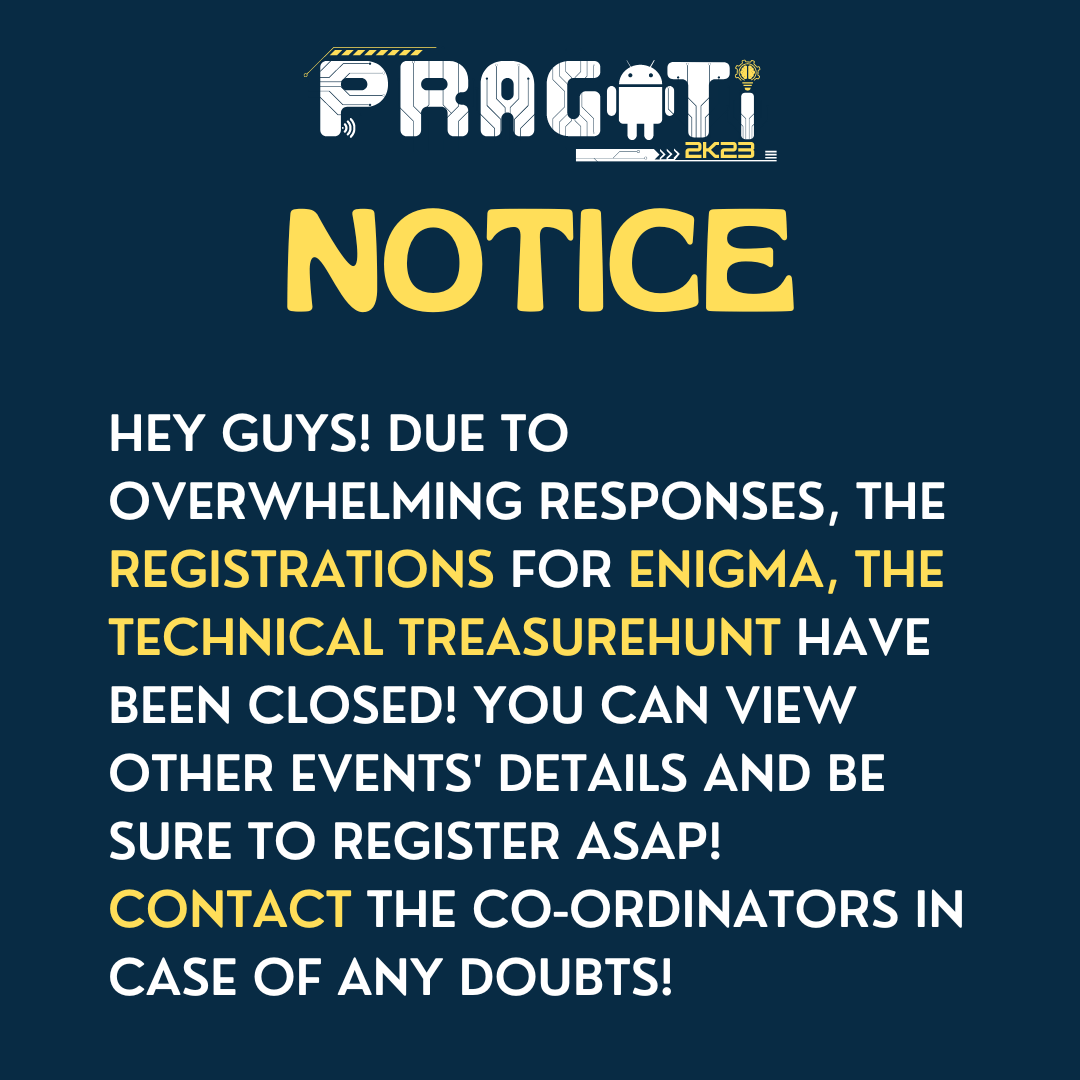 PRAGATI
2K23
NOTICE
HEY GUYS! DUE TO
OVERWHELMING RESPONSES, THE
REGISTRATIONS FOR ENIGMA, THE
TECHNICAL TREASUREHUNT HAVE
BEEN CLOSED! YOU CAN VIEW
OTHER EVENTS' DETAILS AND BE
SURE TO REGISTER ASAP!
CONTACT THE CO-ORDINATORS IN
CASE OF ANY DOUBTS!